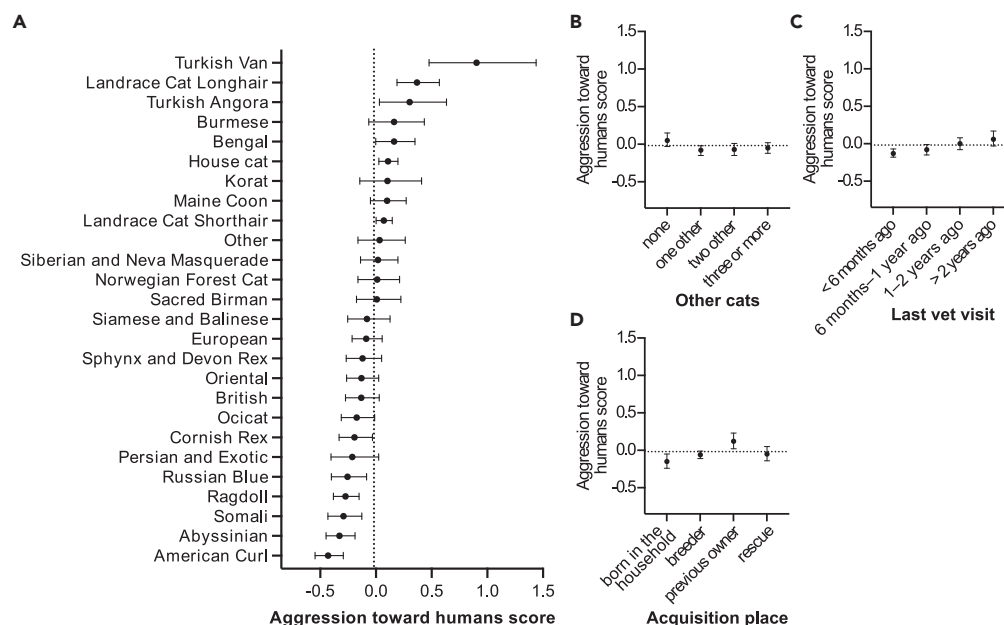 A
Turkish Van
Landrace Cat Longhair
Turkish Angora
Burmese
Bengal
House cat
Korat
Maine Coon
Landrace Cat Shorthair
Other
Siberian and Neva Masquerade
Norwegian Forest Cat
Sacred Birman
Siamese and Balinese
European
Sphynx and Devon Rex
Oriental
British
Ocicat
Cornish Rex
Persian and Exotic
Russian Blue
Ragdoll
Somali
Abyssinian
American Curl
-0.5 0.0 0.5 1.0 1.5
Aggression toward humans score
B
Aggression toward
humans score
1.5
1.0
0.5
0.0
-0.5
none
one other
two other
three or more
Other cats
C
Aggression toward
humans score
1.5
1.0
0.5
0.0
-0.5
<6 months ago
6 months–1 year ago
1–2 years ago
>2 years ago
Last vet visit
D
Aggression toward
humans score
1.5
1.0
0.5
0.0
-0.5
born in the
household
breeder
previous owner
rescue
Acquisition place